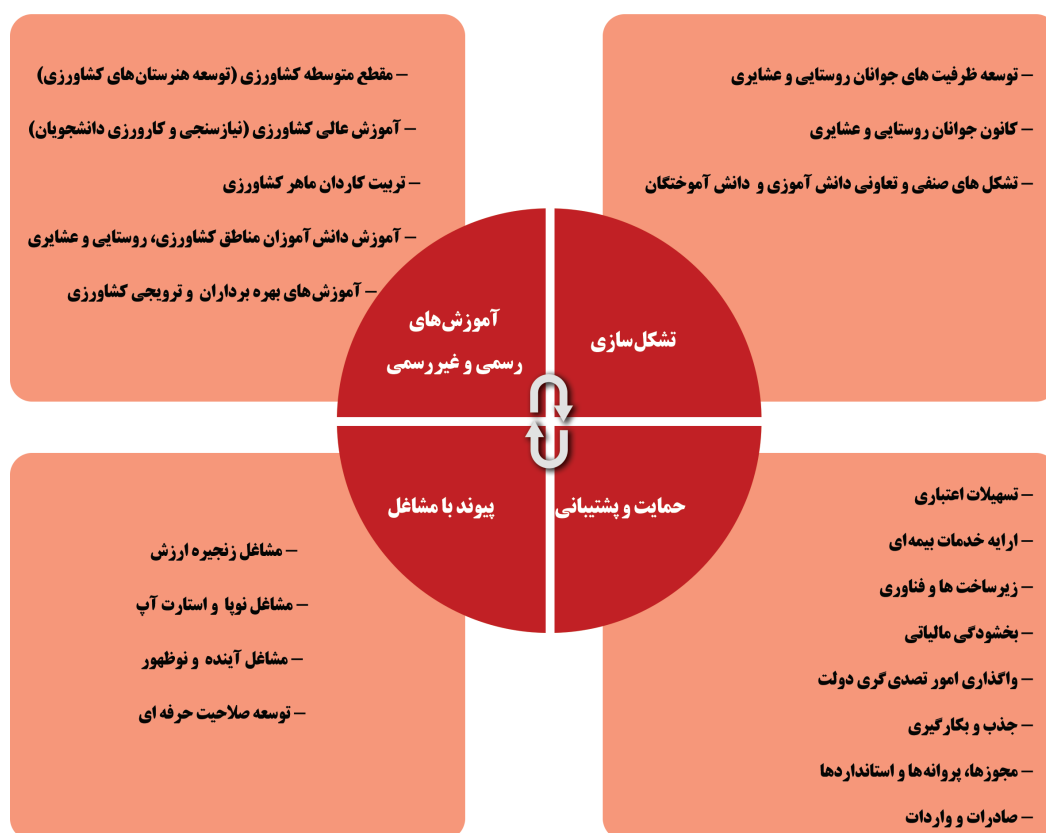 – توسعه ظرفیت های جوانان روستایی و عشایری
– کانون جوانان روستایی و عشایری
– تشکل های صنفی و تعاونی دانش آموزی و دانش آموختگان
تشکل‌سازی
– مقطع متوسطه کشاورزی (توسعه هنرستان‌های کشاورزی)
– آموزش عالی کشاورزی (نیازسنجی و کارورزی دانشجویان)
– تربیت کاردان ماهر کشاورزی
– آموزش دانش آموزان مناطق کشاورزی، روستایی و عشایری
– آموزش‌های بهره برداران و ترویجی کشاورزی
آموزش‌های
رسمی و غیررسمی
حمایت و پشتیبانی
– تسهیلات اعتباری
– ارایه خدمات بیمه‌ای
– زیرساخت ها و فناوری
– بخشودگی مالیاتی
– واگذاری امور تصدی گری دولت
– جذب و بکارگیری
– مجوزها، پروانه‌ها و استانداردها
– صادرات و واردات
پیوند با مشاغل
– مشاغل زنجیره ارزش
– مشاغل نوپا و استارت آپ
– مشاغل آینده و نوظهور
– توسعه صلاحیت حرفه ای